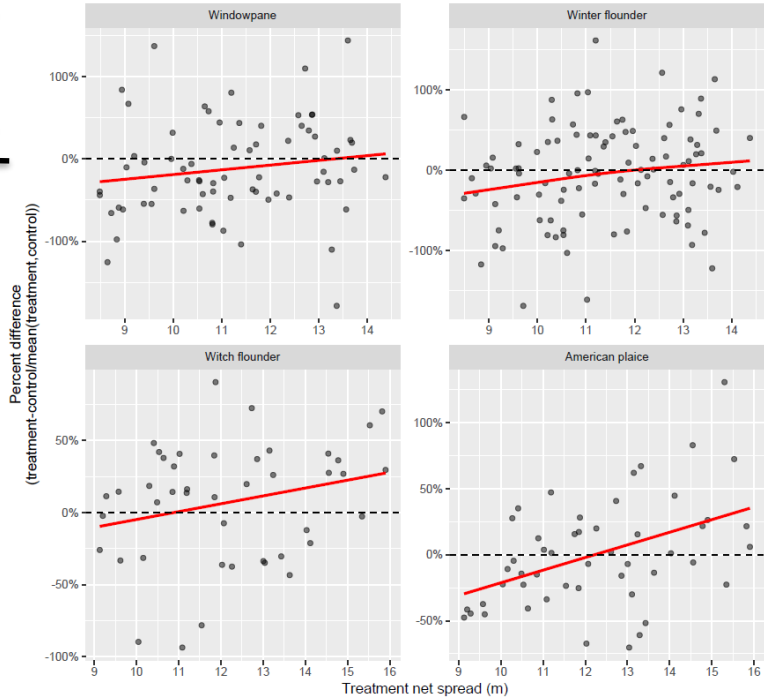 Windowpane
Winter flounder
100%
0%
-100%
9 10 11 12 13 14
100%
0%
-100%
9 10 11 12 13 14
Percent difference
(treatment-control/mean(treatment,control))
Witch flounder
American plaice
50%
0%
-50%
-100%
9 10 11 12 13 14 15 16
100%
50%
0%
-50%
9 10 11 12 13 14 15 16
Treatment net spread (m)